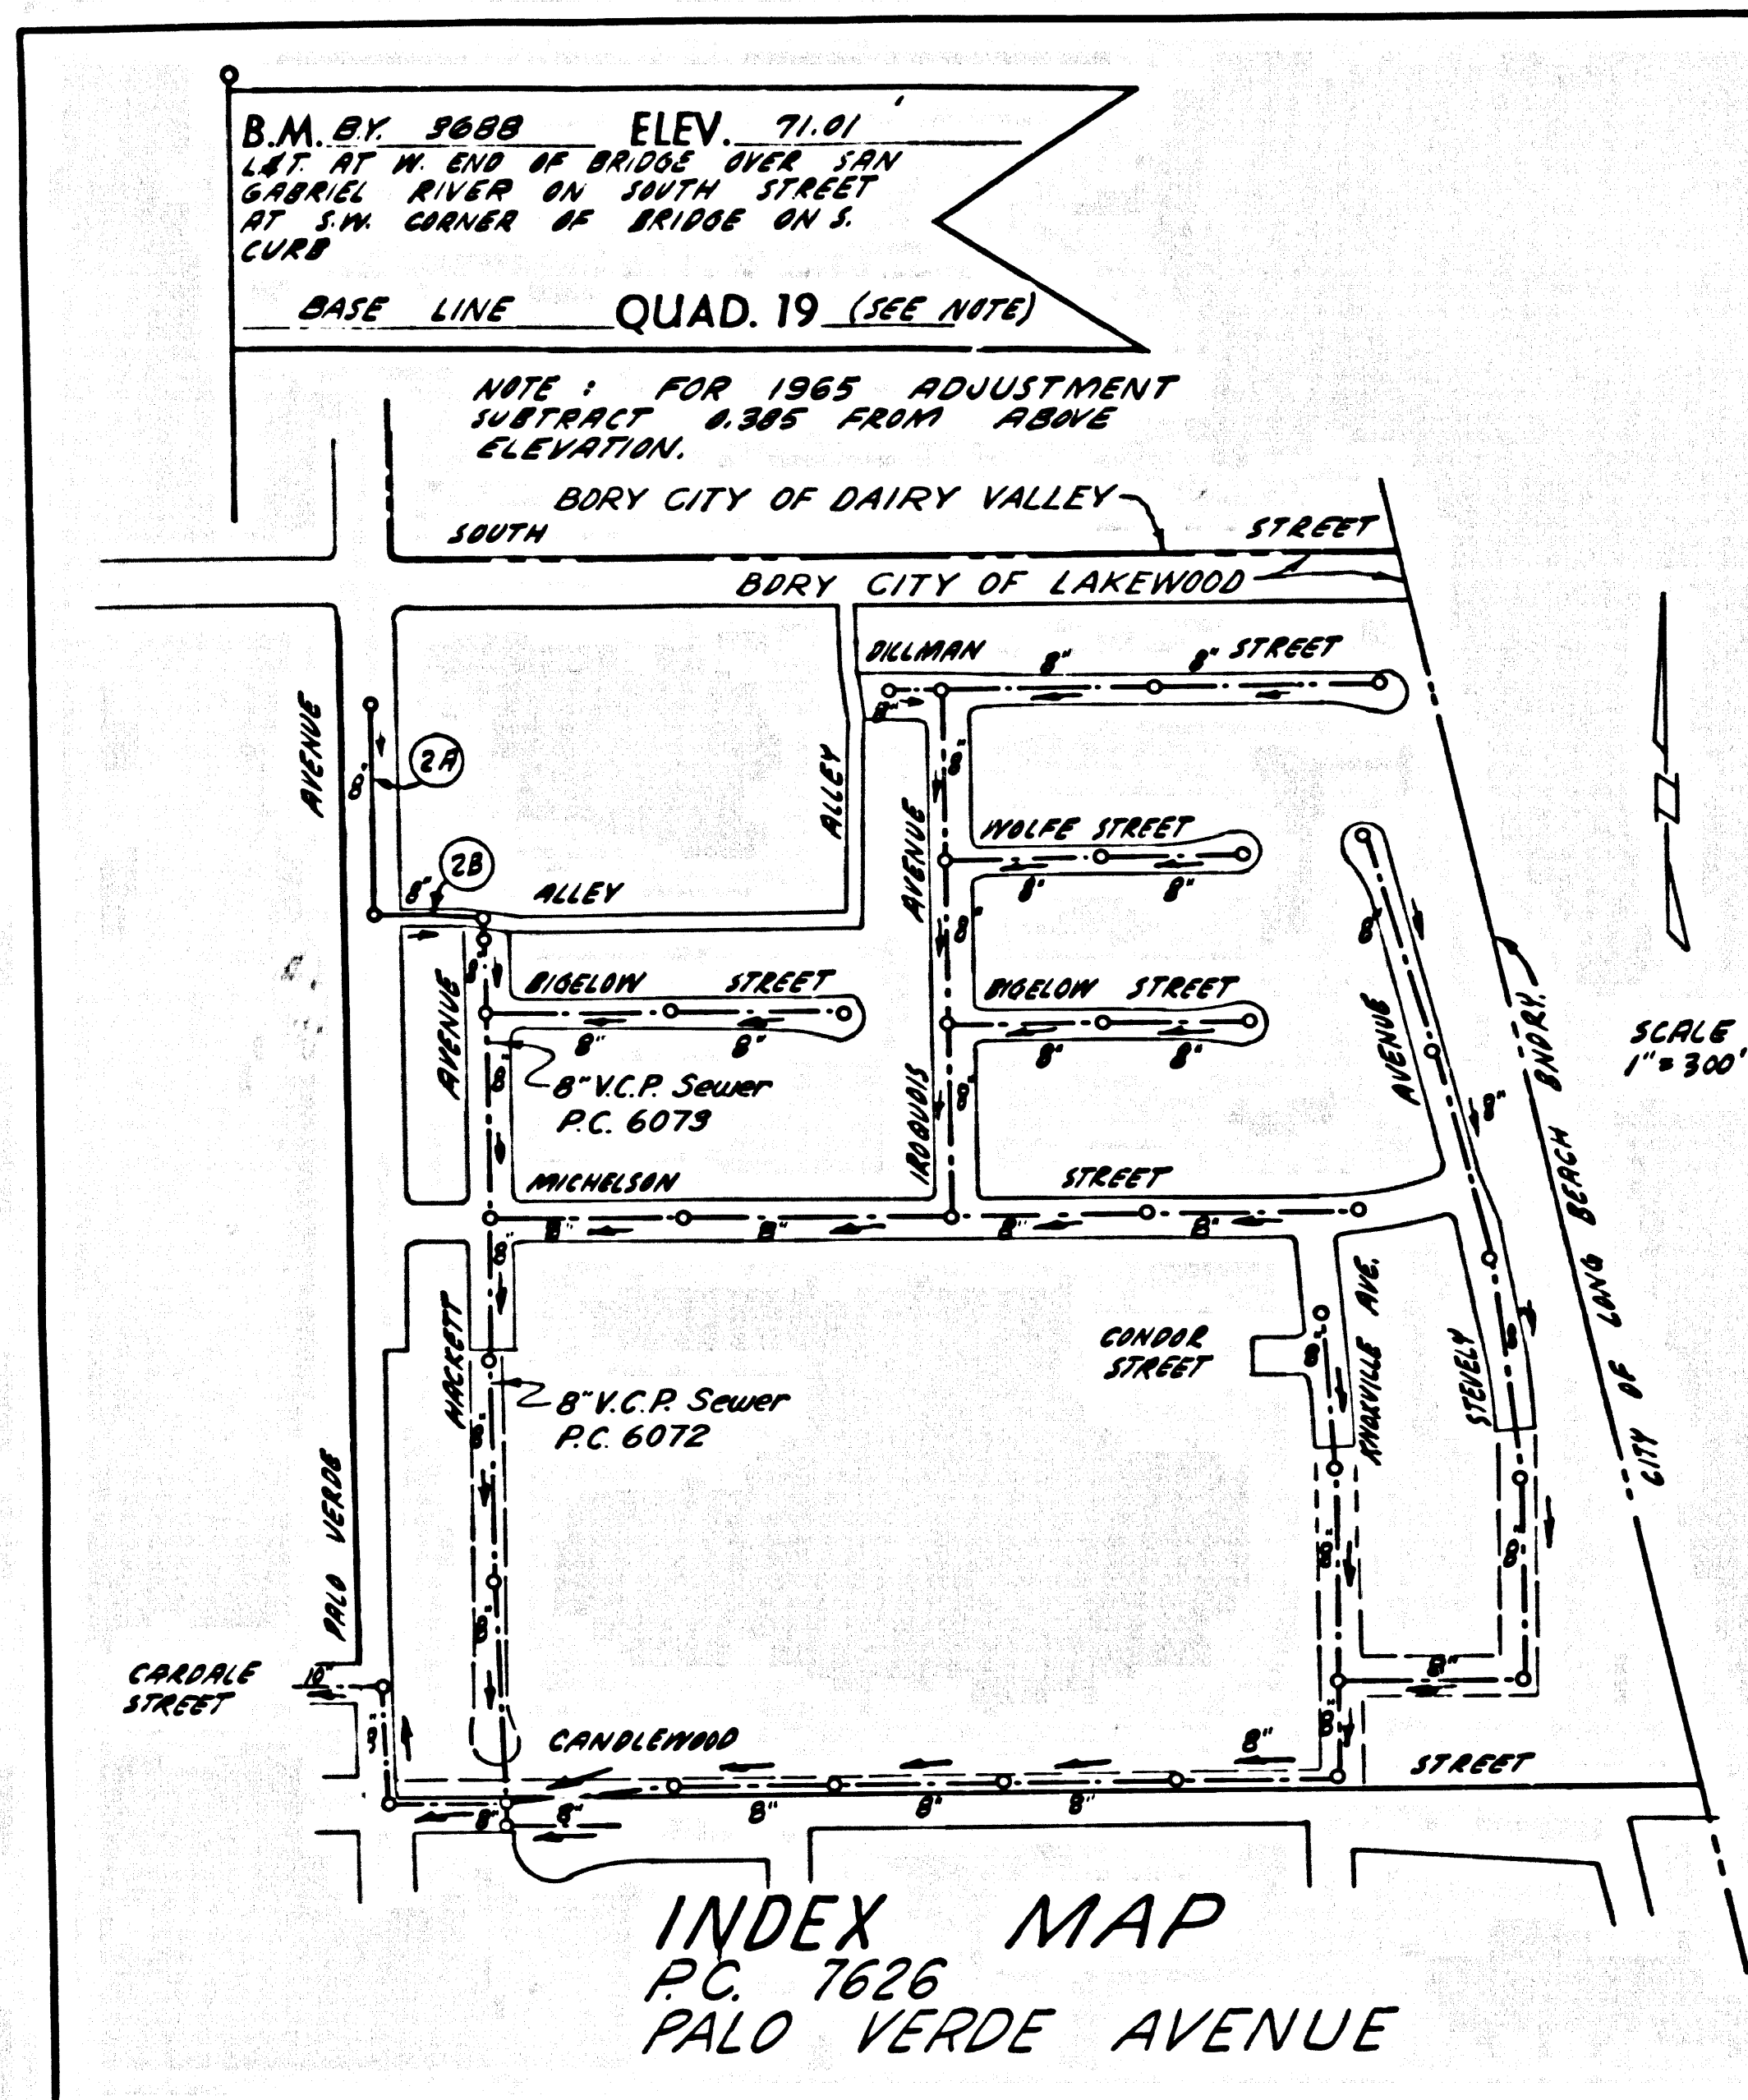 B.M. B.Y. 3688 ELEV. 71.01
L&T. AT W. END OF BRIDGE OVER SAN
GABRIEL RIVER ON SOUTH STREET
AT S.W. CORNER OF BRIDGE ON S.
CURB
BASE LINE QUAD. 19 (SEE NOTE)
NOTE : FOR 1965 ADJUSTMENT
SUBTRACT 0.385 FROM ABOVE
ELEVATION.
BDRY CITY OF DAIRY VALLEY
SOUTH STREET
BDRY CITY OF LAKEWOOD
DILLMAN STREET
8" 8"
8"
AVENUE
2A
8"
ALLEY
8"
AVENUE
WOLFE STREET
8" 8"
2B
8"
ALLEY
8"
8"
8"
AVENUE
BIGELOW STREET
8" 8"
BIGELOW STREET
8" 8"
AVENUE
8"
SCALE
1"=300'
8"
8" V.C.P. Sewer
P.C. 6073
IROQUOIS
8"
CITY OF LONG BEACH BNDRY.
MICHELSON STREET
8" 8" 8" 8"
8"
HACKETT
KNOXVILLE AVE.
CONDOR
STREET
8"
STEVELY
8"
8" V.C.P. Sewer
P.C. 6072
8"
PALO VERDE
8"
8"
8"
CARDALE
STREET
10"
8"
8"
8"
CANDLEWOOD STREET
8"
8" 8" 8" 8" 8"
INDEX MAP
P.C. 7626
PALO VERDE AVENUE